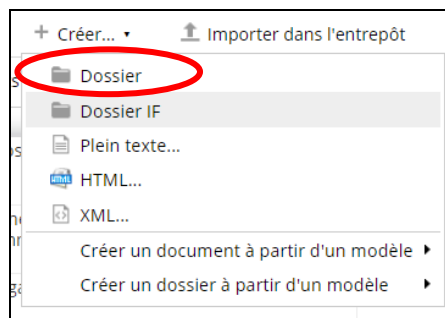 + Créer... ▾ Importer dans l'entrepôt
Dossier
Dossier IF
Plein texte...
HTML...
XML...
Créer un document à partir d'un modèle
Créer un dossier à partir d'un modèle